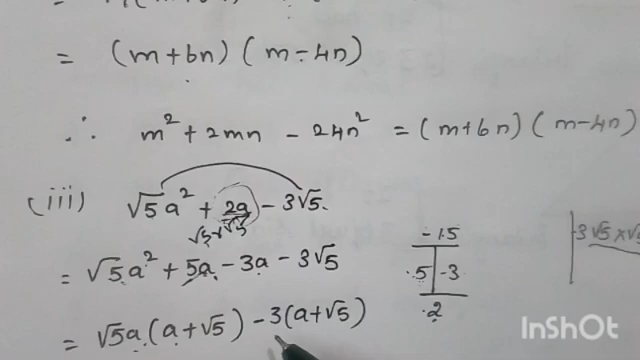 = (m+6n) (m-4n)
∴ m² + 2mn - 24n² = (m+6n) (m-4n)
(iii) √5a² + 2a - 3√5.
√5×√5
= √5a² + 5a - 3a - 3√5
= √5a (a+√5) - 3(a+√5)
-15
5 -3
2
-3√5×√5
InShOt